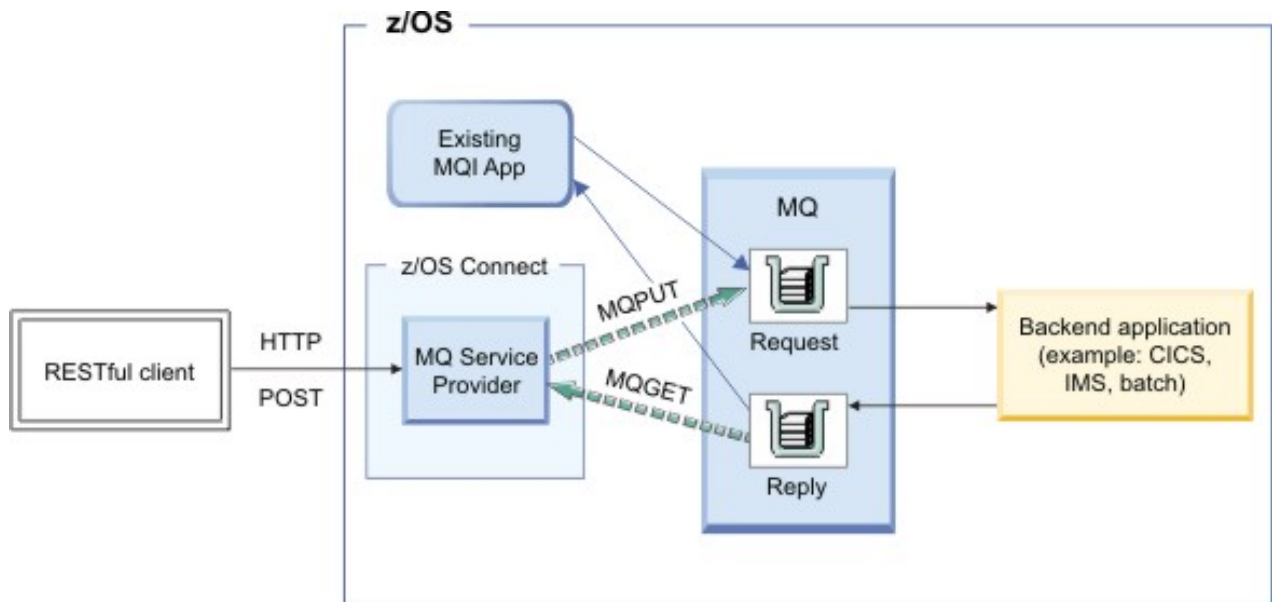 z/OS
Existing
MQI App
MQ
z/OS Connect
MQPUT
HTTP
RESTful client
POST
MQ Service
Provider
MQGET
Request
Reply
Backend application
(example: CICS,
IMS, batch)